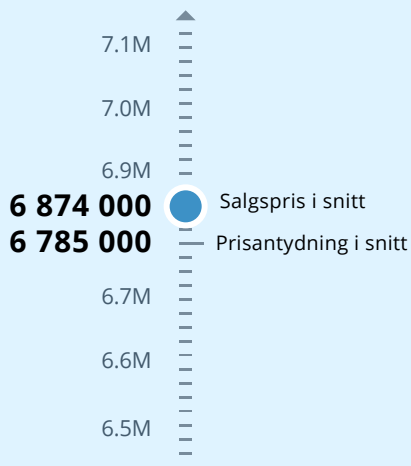 7.1M
7.0M
6.9M
6 874 000 Salgspris i snitt
6 785 000 Prisantydning i snitt
6.7M
6.6M
6.5M